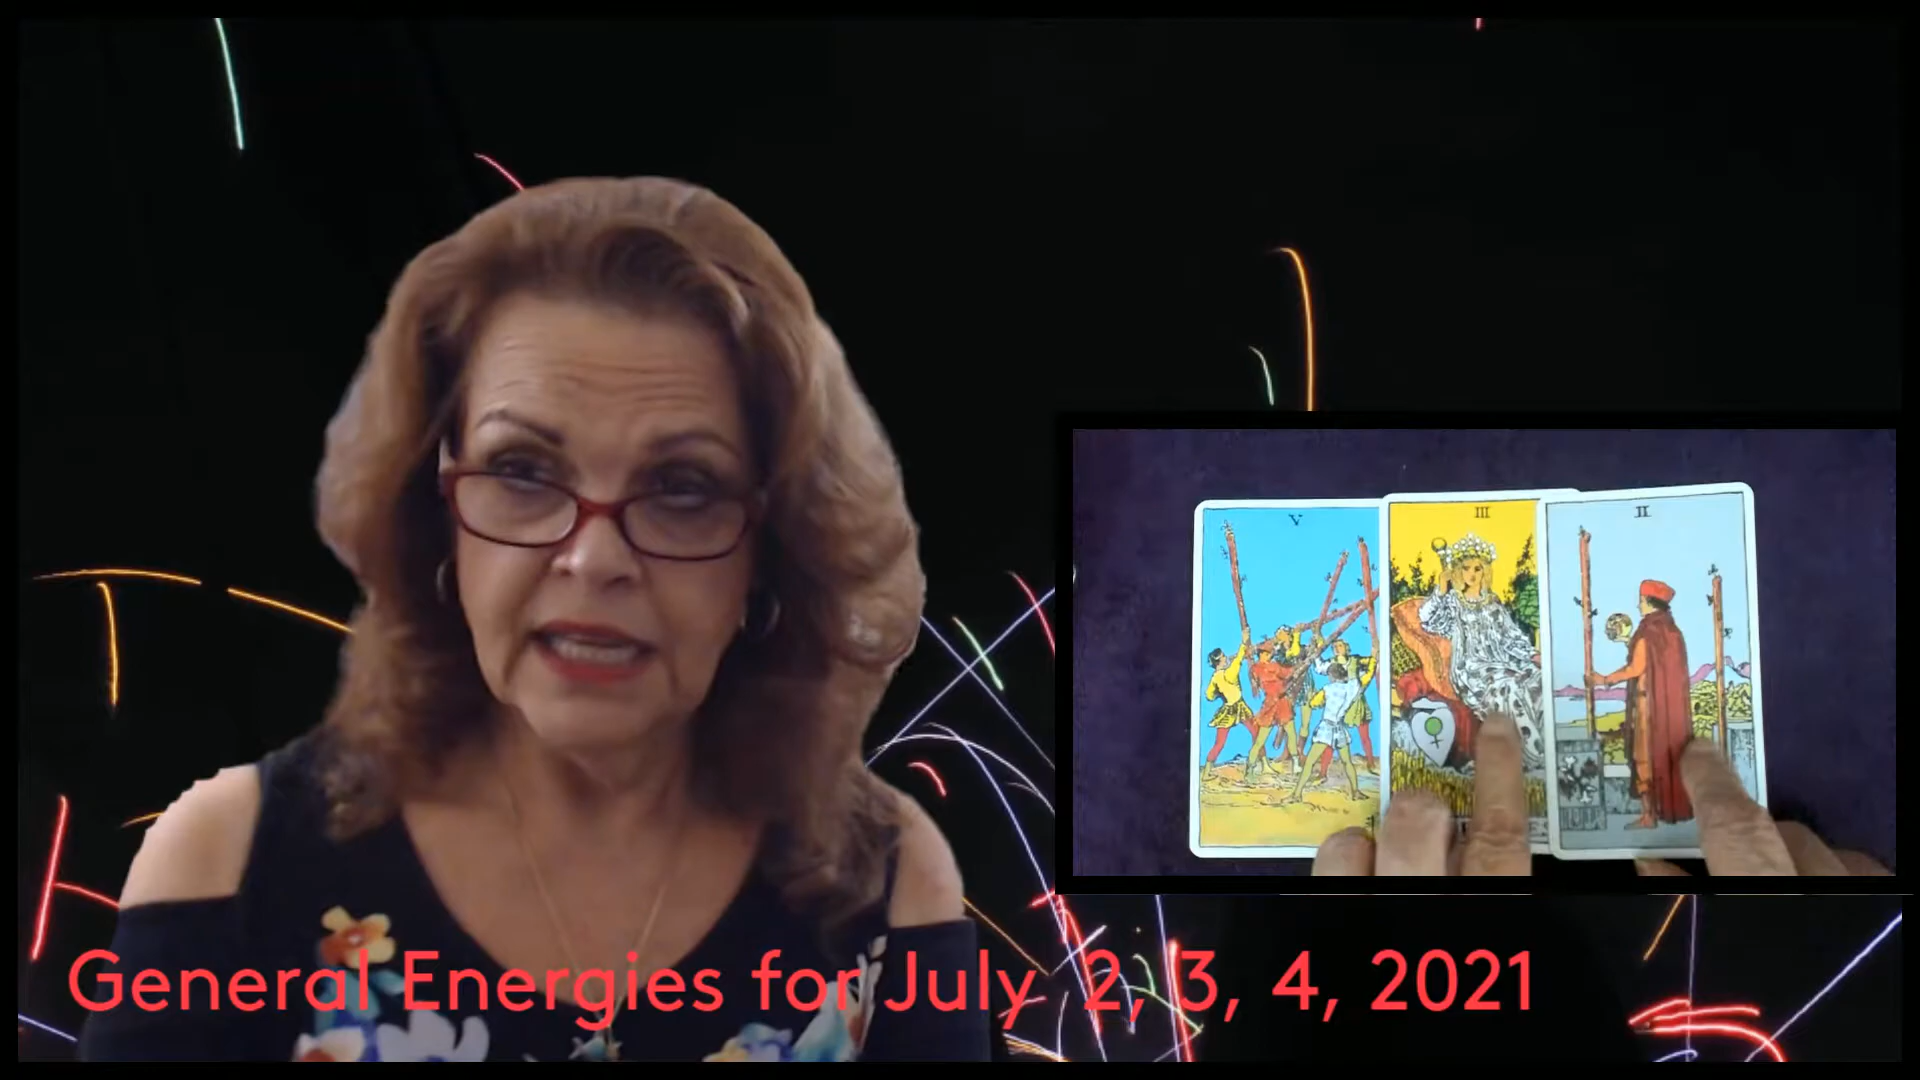 V
III
II
General Energies for July 2, 3, 4, 2021